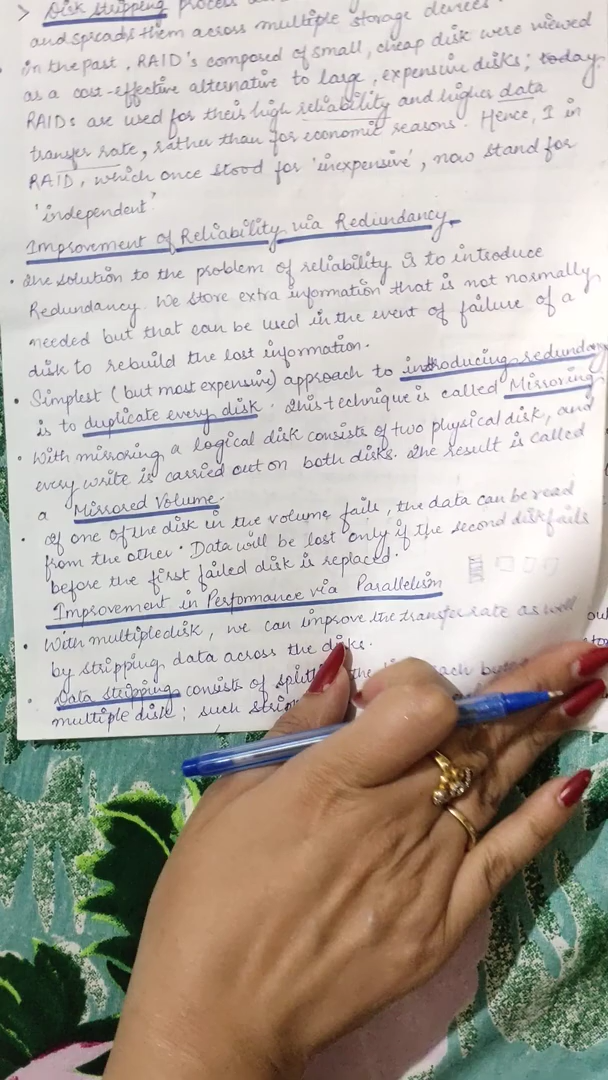 > Disk stripping process
and spreads them across multiple storage devices
• In the past, RAID's composed of small, cheap disk were viewed
as a cost-effective alternative to large, expensive disks; today
RAIDs are used for their high reliability and higher data
transfer rate, rather than for economic reasons. Hence, I in
RAID, which once stood for 'inexpensive', now stand for
'independent'
Improvement of Reliability via Redundancy.
• One solution to the problem of reliability is to introduce
Redundancy. We store extra information that is not normally
needed but that can be used in the event of failure of a
disk to rebuild the lost information.
• Simplest (but most expensive) approach to introducing redundancy
is to duplicate every disk. This technique is called Mirroring
• With mirroring, a logical disk consists of two physical disk, and
every write is carried out on both disks. The result is called
a Mirrored Volume.
• If one of the disk in the volume fails, the data can be read
from the other. Data will be lost only if the second disk fails
before the first failed disk is replaced.
Improvement in Performance via Parallelism
• With multiple disk, we can improve the transfer rate as well
by stripping data across the disks.
• Data stripping consists of the each
multiple disk; such